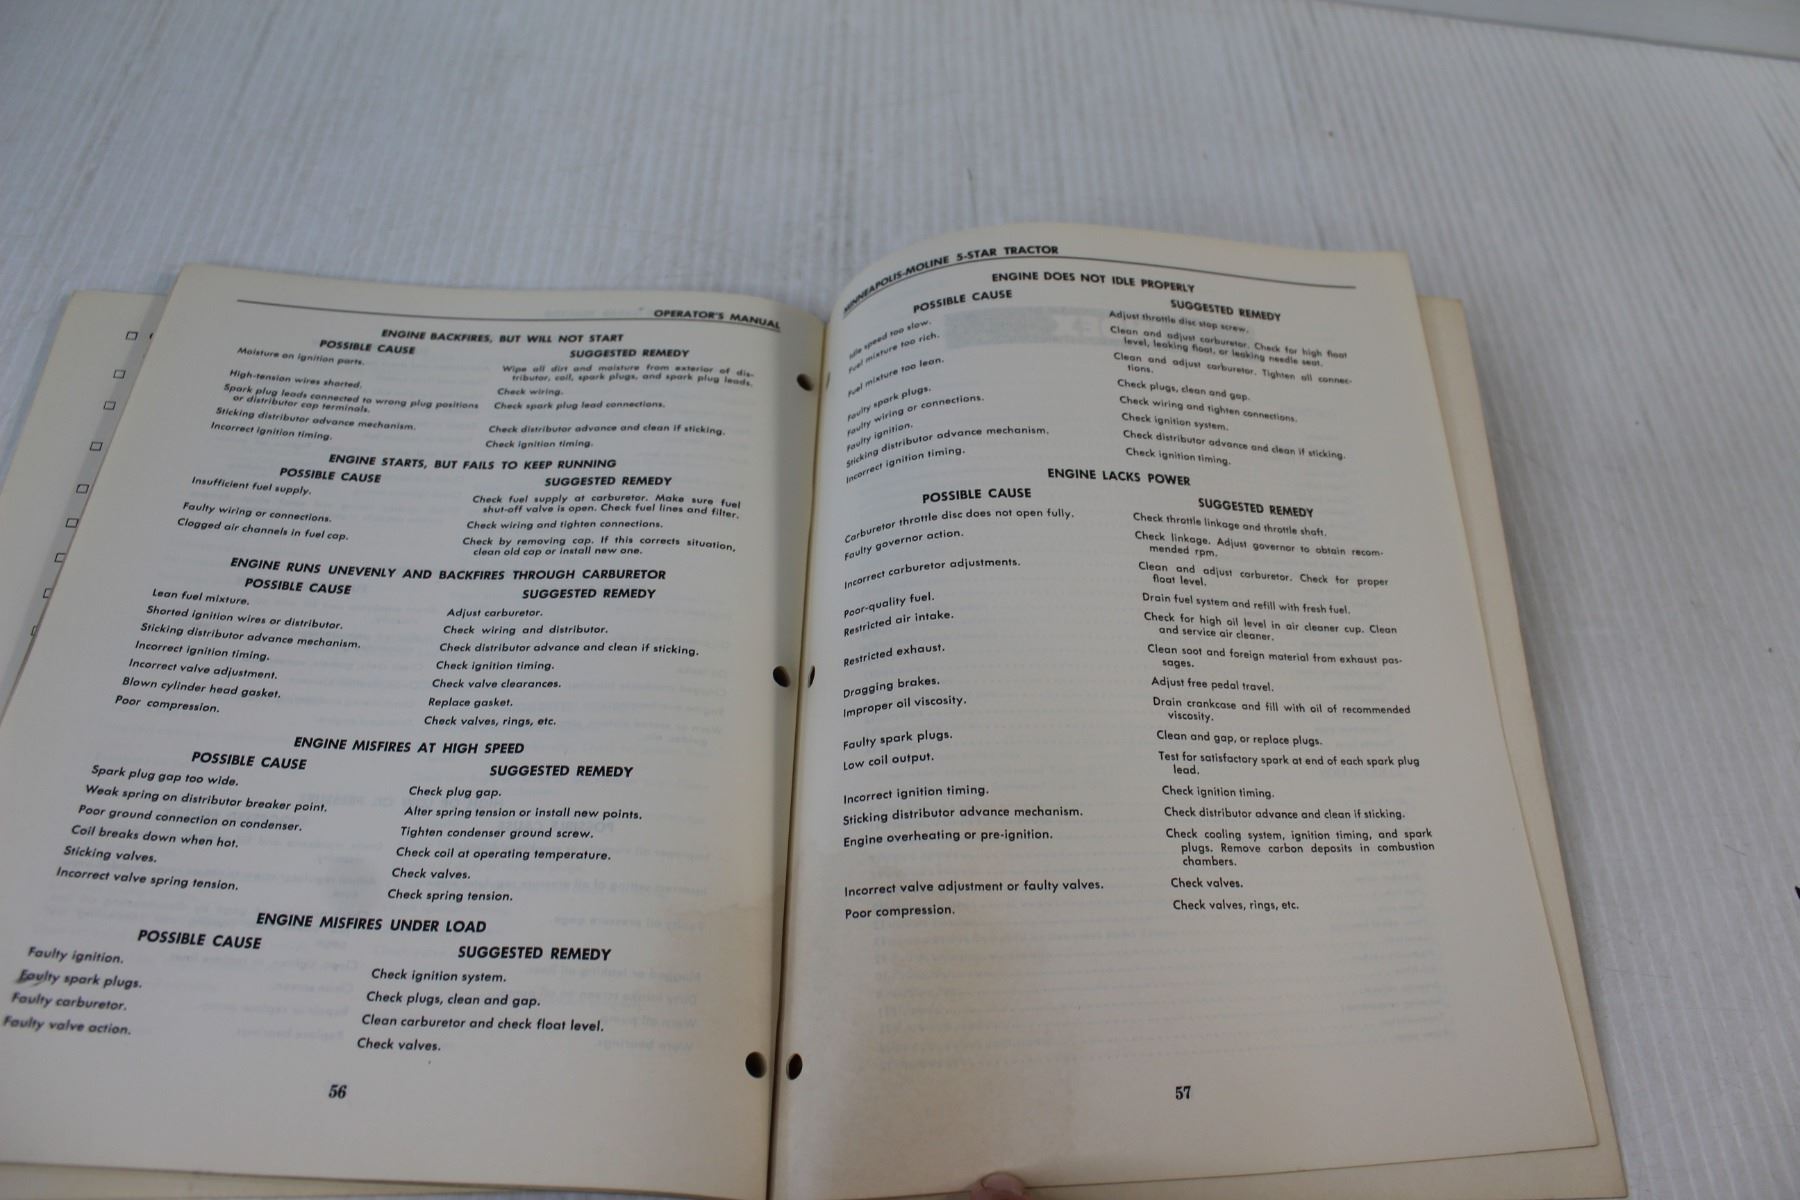 OPERATOR'S MANUAL
ENGINE BACKFIRES, BUT WILL NOT START
POSSIBLE CAUSE SUGGESTED REMEDY
Moisture on ignition parts. Wipe all dirt and moisture from exterior of dis-
tributor, coil, spark plugs, and spark plug leads.
High-tension wires shorted. Check wiring.
Spark plug leads connected to wrong plug positions Check spark plug lead connections.
or distributor cap terminals.
Sticking distributor advance mechanism. Check distributor advance and clean if sticking.
Incorrect ignition timing. Check ignition timing.
ENGINE STARTS, BUT FAILS TO KEEP RUNNING
POSSIBLE CAUSE SUGGESTED REMEDY
Insufficient fuel supply. Check fuel supply at carburetor. Make sure fuel
shut-off valve is open. Check fuel lines and filter.
Faulty wiring or connections. Check wiring and tighten connections.
Clogged air channels in fuel cap. Check by removing cap. If this corrects situation,
clean old cap or install new one.
ENGINE RUNS UNEVENLY AND BACKFIRES THROUGH CARBURETOR
POSSIBLE CAUSE SUGGESTED REMEDY
Lean fuel mixture. Adjust carburetor.
Shorted ignition wires or distributor. Check wiring and distributor.
Sticking distributor advance mechanism. Check distributor advance and clean if sticking.
Incorrect ignition timing. Check ignition timing.
Incorrect valve adjustment. Check valve clearances.
Blown cylinder head gasket. Replace gasket.
Poor compression. Check valves, rings, etc.
ENGINE MISFIRES AT HIGH SPEED
POSSIBLE CAUSE SUGGESTED REMEDY
Spark plug gap too wide. Check plug gap.
Weak spring on distributor breaker point. Alter spring tension or install new points.
Poor ground connection on condenser. Tighten condenser ground screw.
Coil breaks down when hot. Check coil at operating temperature.
Sticking valves. Check valves.
Incorrect valve spring tension. Check spring tension.
ENGINE MISFIRES UNDER LOAD
POSSIBLE CAUSE SUGGESTED REMEDY
Faulty ignition. Check ignition system.
Faulty spark plugs. Check plugs, clean and gap.
Faulty carburetor. Clean carburetor and check float level.
Faulty valve action. Check valves.
56
MINNEAPOLIS-MOLINE 5-STAR TRACTOR
ENGINE DOES NOT IDLE PROPERLY
POSSIBLE CAUSE SUGGESTED REMEDY
Idle speed too slow. Adjust throttle disc stop screw.
Fuel mixture too rich. Clean and adjust carburetor. Check for high float
level, leaking float, or leaking needle seat.
Fuel mixture too lean. Clean and adjust carburetor. Tighten all connec-
tions.
Faulty spark plugs. Check plugs, clean and gap.
Faulty wiring or connections. Check wiring and tighten connections.
Faulty ignition. Check ignition system.
Sticking distributor advance mechanism. Check distributor advance and clean if sticking.
Incorrect ignition timing. Check ignition timing.
ENGINE LACKS POWER
POSSIBLE CAUSE SUGGESTED REMEDY
Carburetor throttle disc does not open fully. Check throttle linkage and throttle shaft.
Faulty governor action. Check linkage. Adjust governor to obtain recom-
mended rpm.
Incorrect carburetor adjustments. Clean and adjust carburetor. Check for proper
float level.
Poor-quality fuel. Drain fuel system and refill with fresh fuel.
Restricted air intake. Check for high oil level in air cleaner cup. Clean
and service air cleaner.
Restricted exhaust. Clean soot and foreign material from exhaust pas-
sages.
Dragging brakes. Adjust free pedal travel.
Improper oil viscosity. Drain crankcase and fill with oil of recommended
viscosity.
Faulty spark plugs. Clean and gap, or replace plugs.
Low coil output. Test for satisfactory spark at end of each spark plug
lead.
Incorrect ignition timing. Check ignition timing.
Sticking distributor advance mechanism. Check distributor advance and clean if sticking.
Engine overheating or pre-ignition. Check cooling system, ignition timing, and spark
plugs. Remove carbon deposits in combustion
chambers.
Incorrect valve adjustment or faulty valves. Check valves.
Poor compression. Check valves, rings, etc.
57